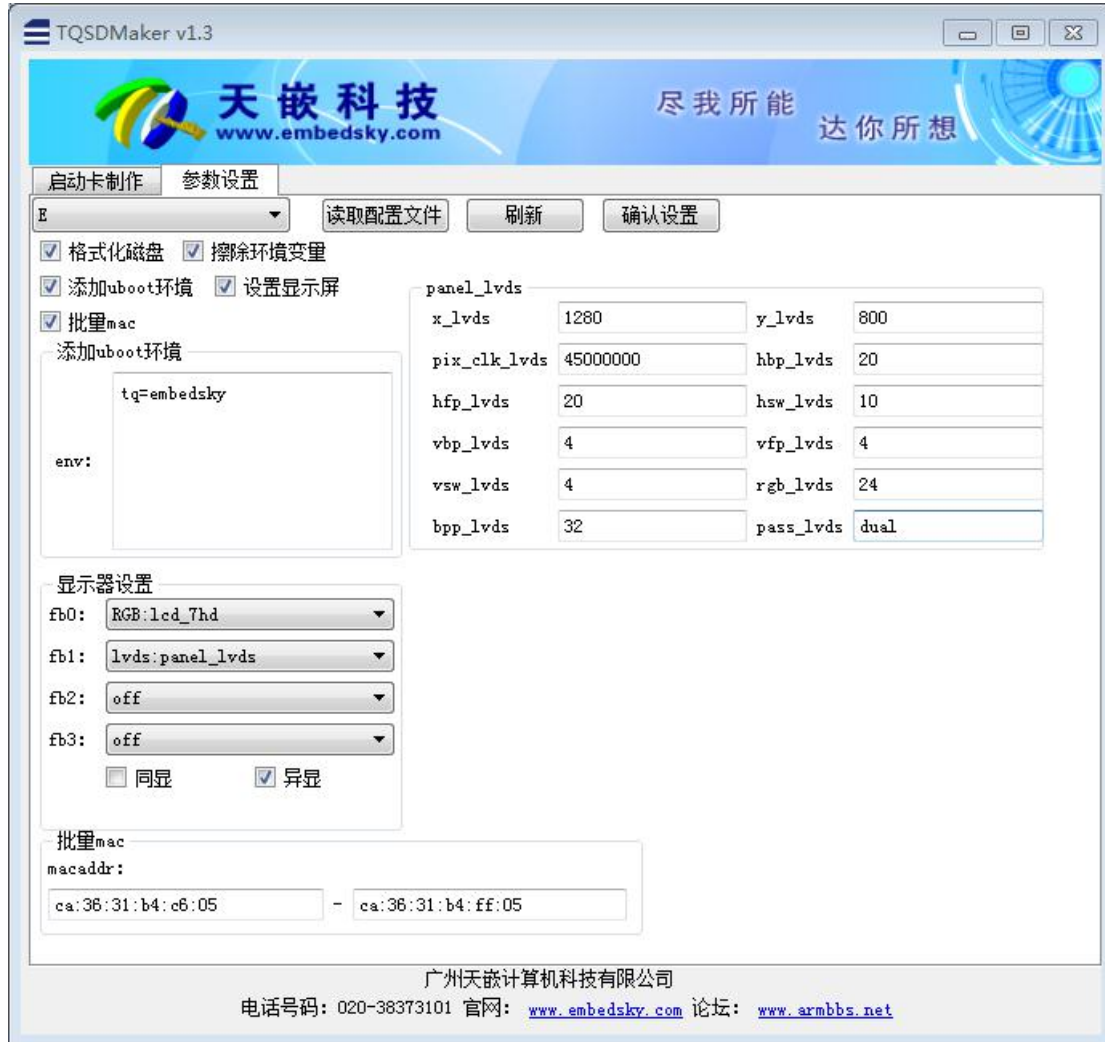 TQSDMaker v1.3
天嵌科技
www.embedsky.com
尽我所能
达你所想
启动卡制作 参数设置
E 读取配置文件 刷新 确认设置
格式化磁盘 擦除环境变量
添加uboot环境 设置显示屏
批量mac
添加uboot环境
env:
tq=embedsky
panel_lvds
x_lvds 1280 y_lvds 800
pix_clk_lvds 45000000 hbp_lvds 20
hfp_lvds 20 hsw_lvds 10
vbp_lvds 4 vfp_lvds 4
vsw_lvds 4 rgb_lvds 24
bpp_lvds 32 pass_lvds dual
显示器设置
fb0: RGB:lcd_7hd
fb1: lvds:panel_lvds
fb2: off
fb3: off
同显 异显
批量mac
macaddr:
ca:36:31:b4:c6:05 - ca:36:31:b4:ff:05
广州天嵌计算机科技有限公司
电话号码: 020-38373101 官网: www.embedsky.com 论坛: www.armbbs.net